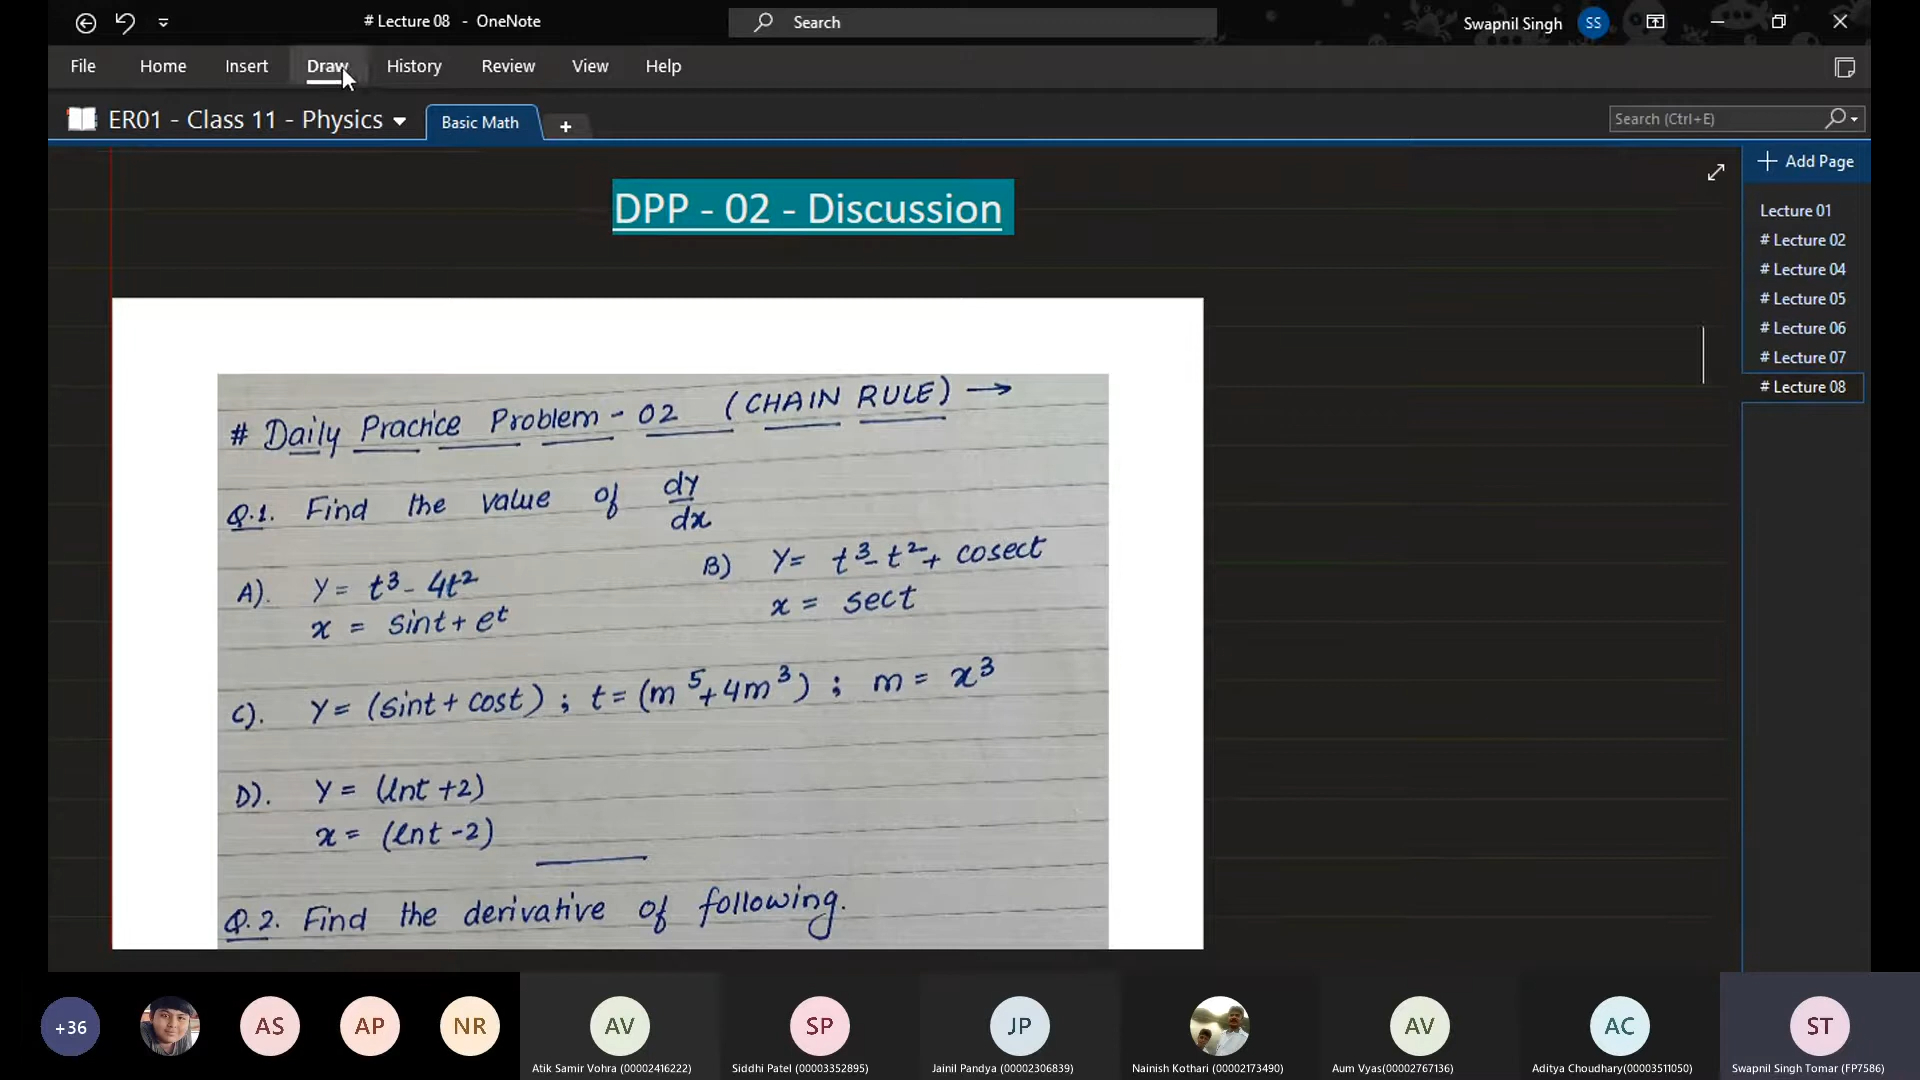 # Lecture 08 - OneNote
Search
Swapnil Singh
SS
File Home Insert Draw History Review View Help
ER01 - Class 11 - Physics
Basic Math
+
Search (Ctrl+E)
Add Page
Lecture 01
# Lecture 02
# Lecture 04
# Lecture 05
# Lecture 06
# Lecture 07
# Lecture 08
DPP - 02 - Discussion
# Daily Practice Problem - 02 (CHAIN RULE) →
Q.1. Find the value of dy/dx
A). Y = t³ - 4t²
x = sint + eᵗ
B) Y = t³ - t² + cosect
x = sect
C). Y = (sint + cost) ; t = (m⁵ + 4m³) ; m = x³
D). Y = (lnt +2)
x = (lnt -2)
Q.2. Find the derivative of following.
+36
AS
AP
NR
AV
SP
JP
AV
AC
ST
Atik Samir Vohra (00002416222)
Siddhi Patel (00003352895)
Jainil Pandya (00002306839)
Nainish Kothari (00002173490)
Aum Vyas(00002767136)
Aditya Choudhary(00003511050)
Swapnil Singh Tomar (FP7586)